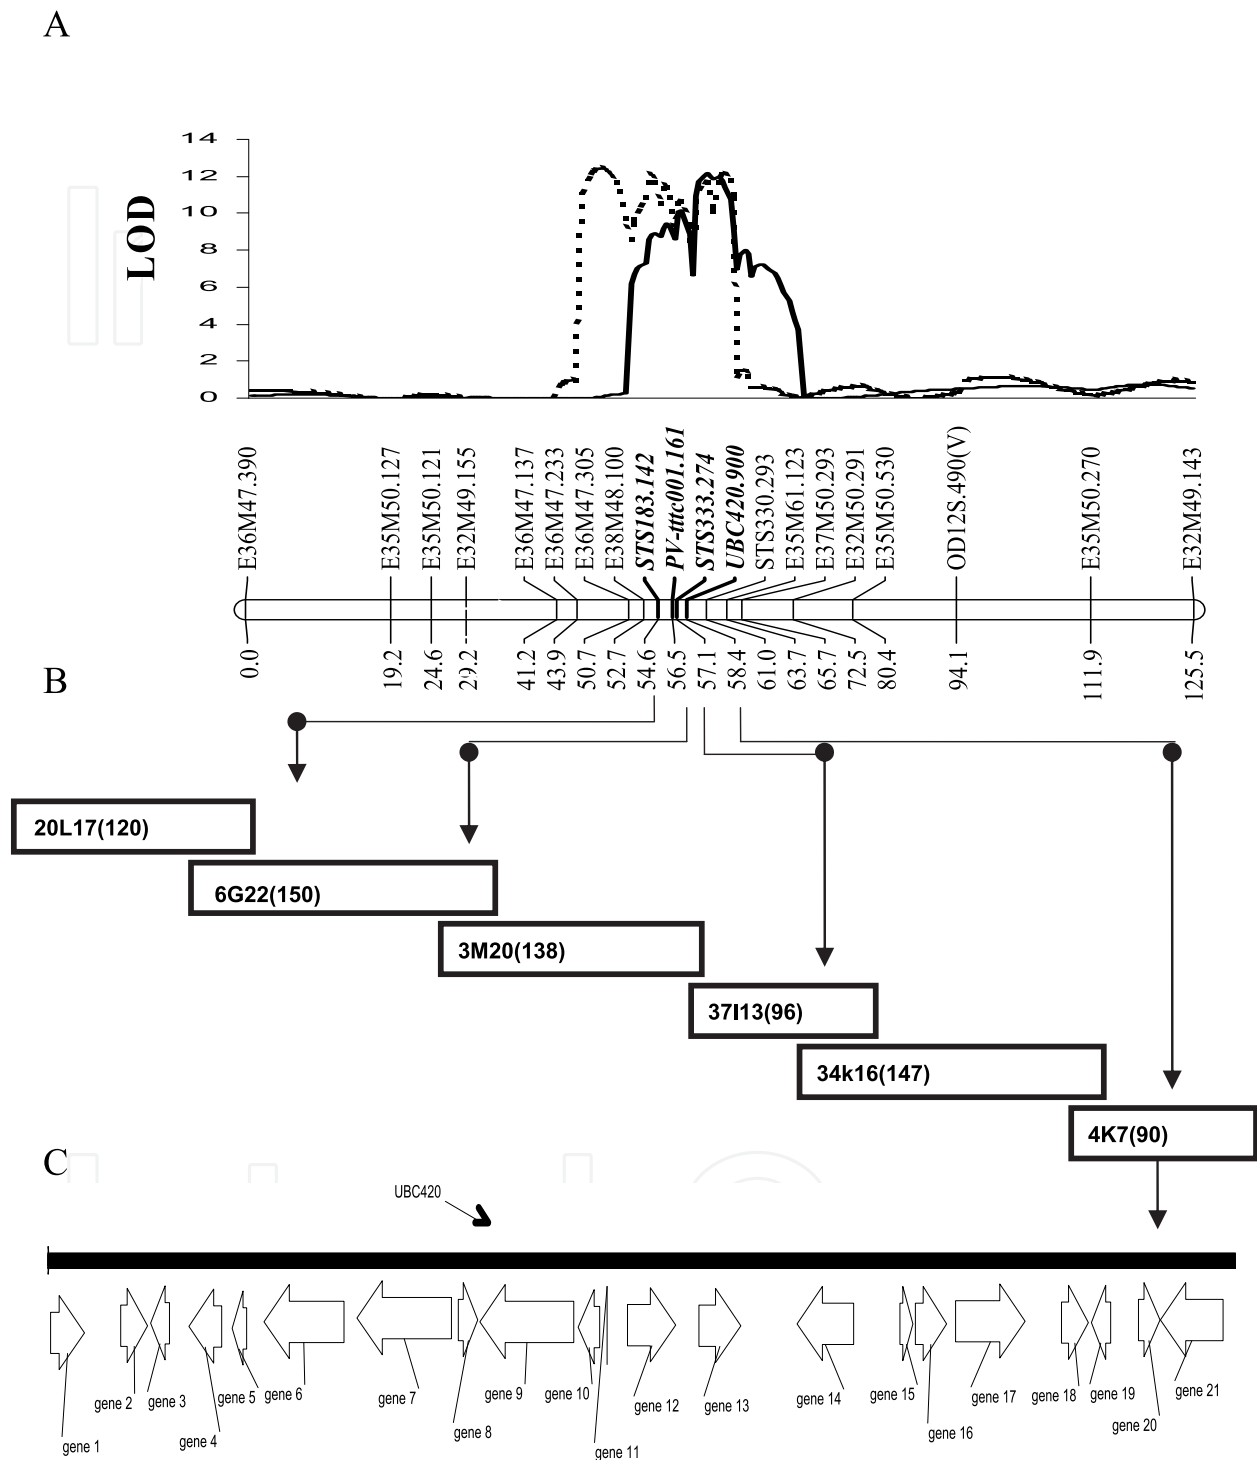 A
14
12
10
8
6
4
2
0
LOD
E36M47.390
E35M50.127
E35M50.121
E32M49.155
E36M47.137
E36M47.233
E36M47.305
E38M48.100
STS183.142
PV-tttc001.161
STS333.274
UBC420.900
STS330.293
E35M61.123
E37M50.293
E32M50.291
E35M50.530
OD12S.490(V)
E35M50.270
E32M49.143
0.0
19.2
24.6
29.2
41.2
43.9
50.7
52.7
54.6
56.5
57.1
58.4
61.0
63.7
65.7
72.5
80.4
94.1
111.9
125.5
B
20L17(120)
6G22(150)
3M20(138)
37I13(96)
34k16(147)
4K7(90)
C
UBC420
gene 1
gene 2
gene 3
gene 4
gene 5
gene 6
gene 7
gene 8
gene 9
gene 10
gene 11
gene 12
gene 13
gene 14
gene 15
gene 16
gene 17
gene 18
gene 19
gene 20
gene 21